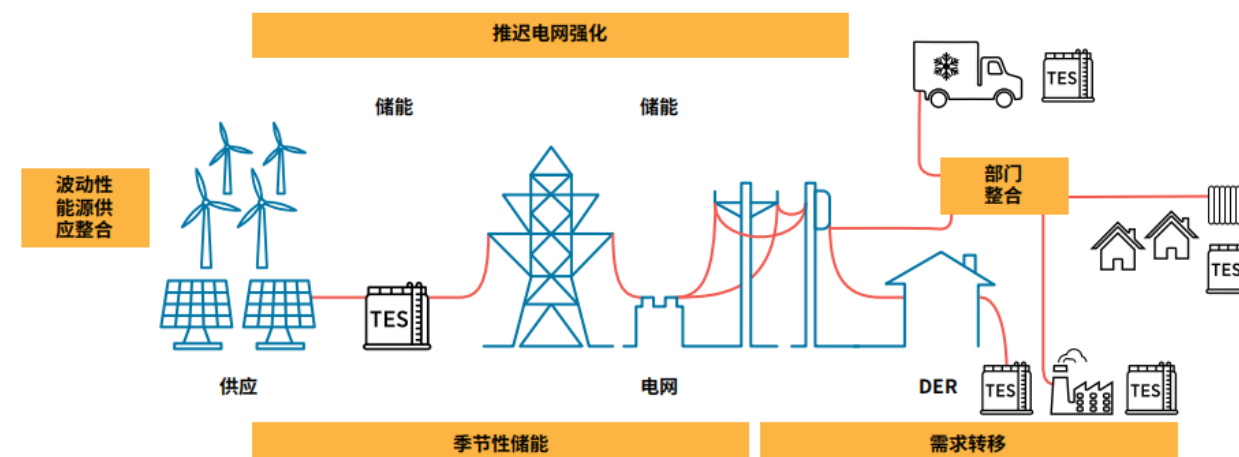 推迟电网强化
储能
储能
TES
波动性
能源供
应整合
部门
整合
TES
TES
供应
电网
DER
TES
TES
季节性储能
需求转移